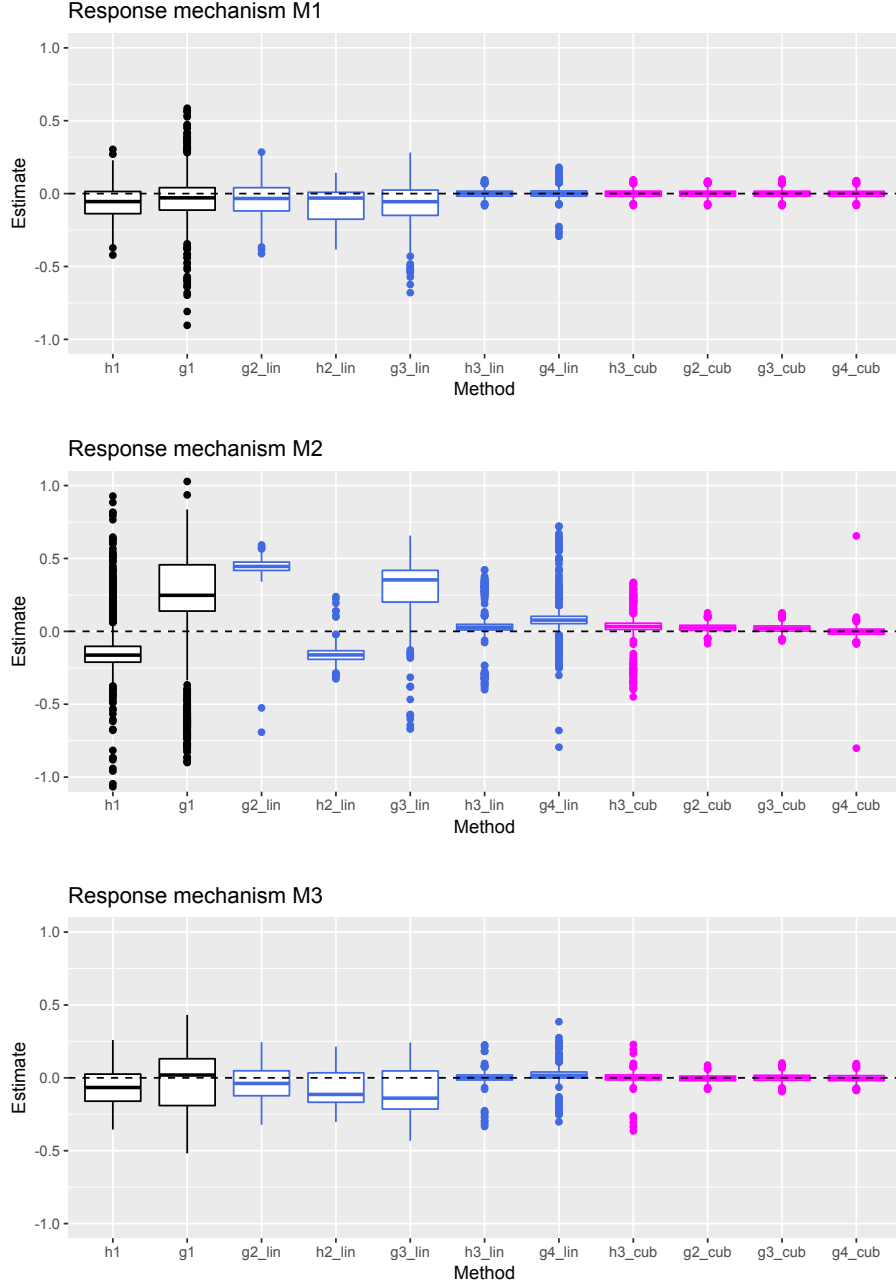 Response mechanism M1
1.0
0.5
0.0
-0.5
-1.0
Estimate
h1 g1 g2_lin h2_lin g3_lin h3_lin g4_lin h3_cub g2_cub g3_cub g4_cub
Method
Response mechanism M2
1.0
0.5
0.0
-0.5
-1.0
Estimate
h1 g1 g2_lin h2_lin g3_lin h3_lin g4_lin h3_cub g2_cub g3_cub g4_cub
Method
Response mechanism M3
1.0
0.5
0.0
-0.5
-1.0
Estimate
h1 g1 g2_lin h2_lin g3_lin h3_lin g4_lin h3_cub g2_cub g3_cub g4_cub
Method